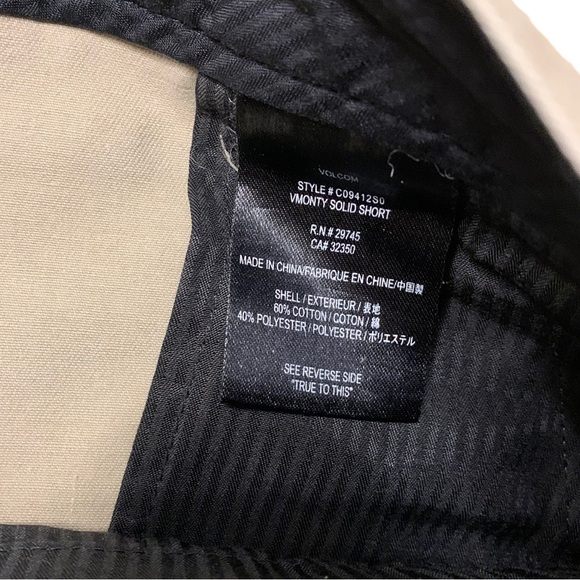 VOLCOM
STYLE # C09412S0
VMONTY SOLID SHORT
R.N.# 29745
CA# 32350
MADE IN CHINA/FABRIQUE EN CHINE/中国製
SHELL / EXTERIEUR / 表地
60% COTTON / COTON / 綿
40% POLYESTER / POLYESTER / ポリエステル
SEE REVERSE SIDE
"TRUE TO THIS"